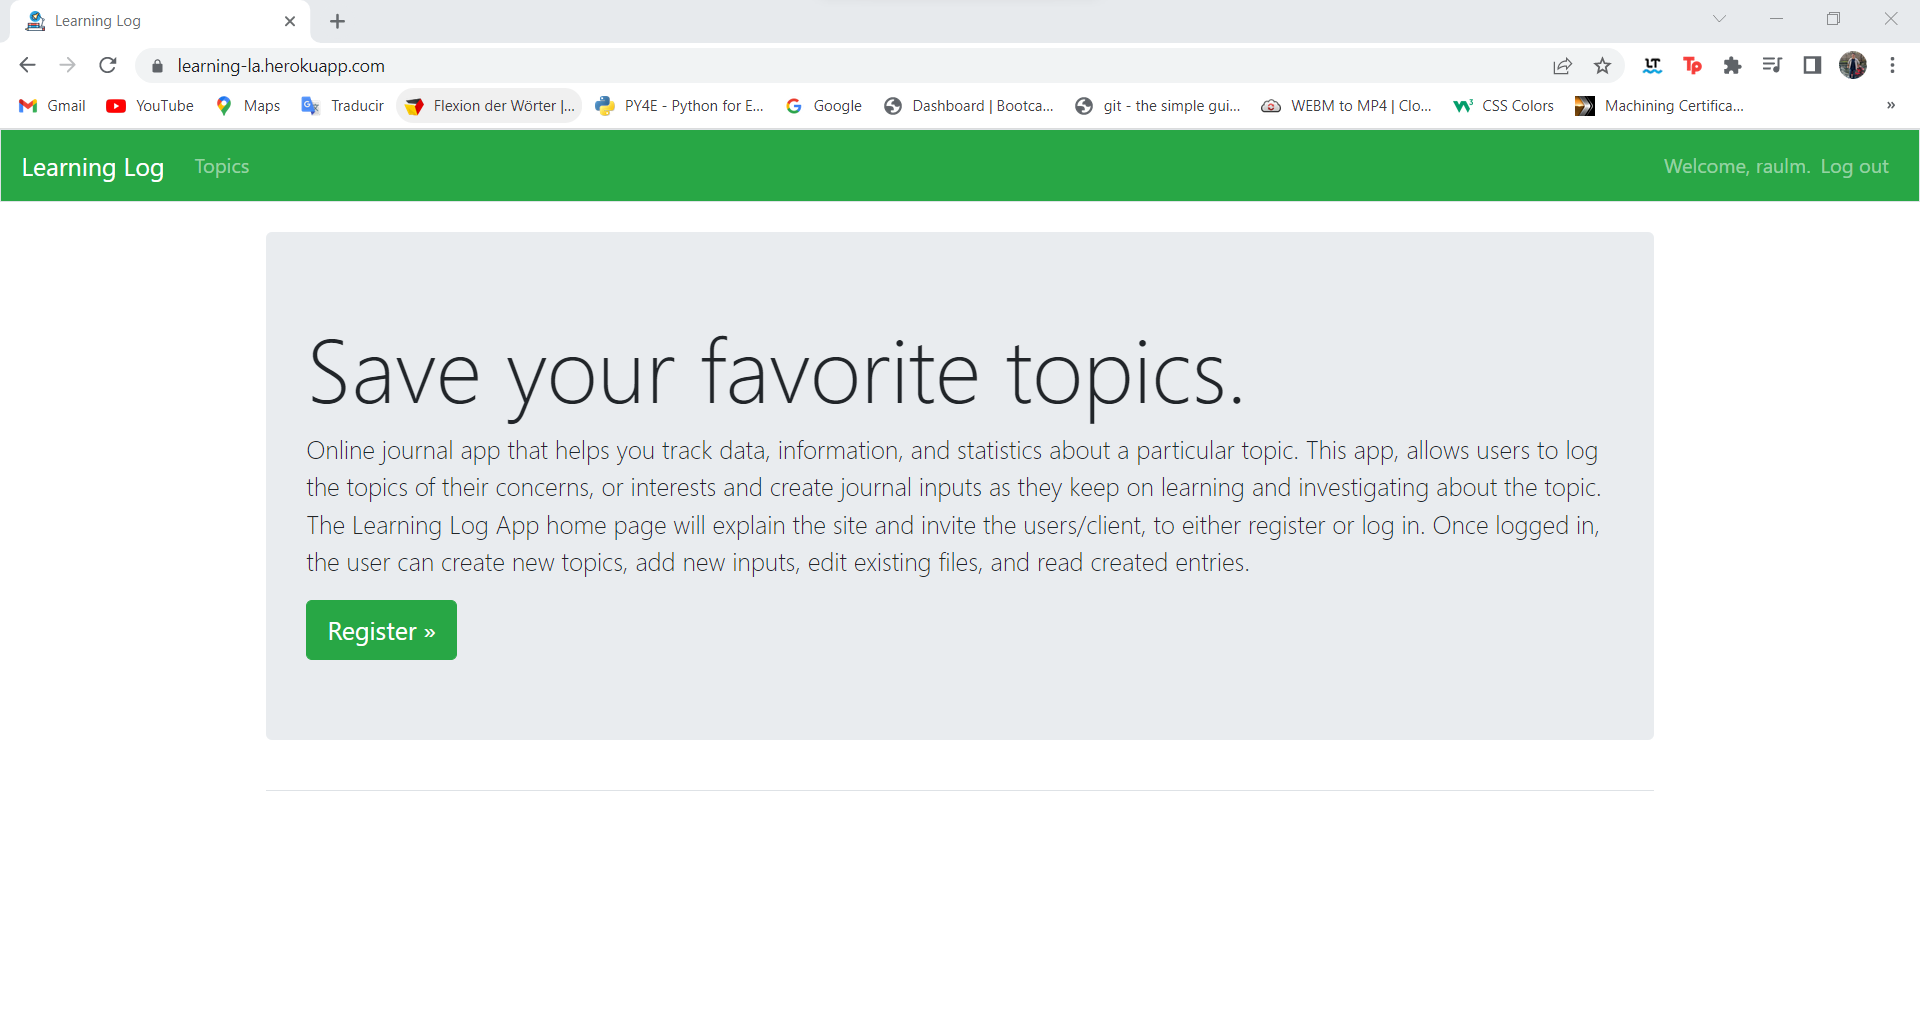 Learning Log
learning-la.herokuapp.com
LT Tp
Gmail YouTube Maps Traducir Flexion der Wörter |... PY4E - Python for E... Google Dashboard | Bootca... git - the simple gui... WEBM to MP4 | Clo... W3 CSS Colors Machining Certifica... »
Learning Log Topics Welcome, raulm. Log out
Save your favorite topics.
Online journal app that helps you track data, information, and statistics about a particular topic. This app, allows users to log
the topics of their concerns, or interests and create journal inputs as they keep on learning and investigating about the topic.
The Learning Log App home page will explain the site and invite the users/client, to either register or log in. Once logged in,
the user can create new topics, add new inputs, edit existing files, and read created entries.
Register »